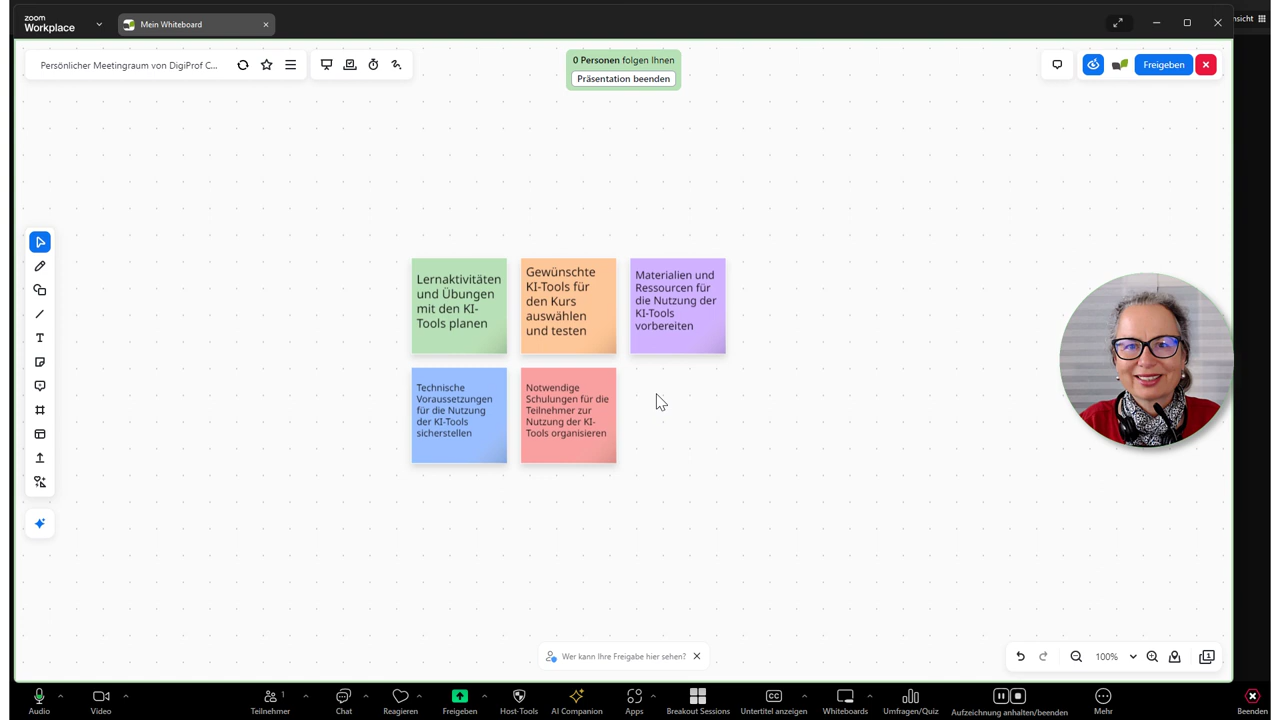 zoom
Workplace
Mein Whiteboard
nsicht
Persönlicher Meetingraum von DigiProf C...
0 Personen folgen Ihnen
Präsentation beenden
Freigeben
Lernaktivitäten
und Übungen
mit den KI-
Tools planen
Gewünschte
KI-Tools für
den Kurs
auswählen
und testen
Materialien und
Ressourcen für
die Nutzung der
KI-Tools
vorbereiten
Technische
Voraussetzungen
für die Nutzung
der KI-Tools
sicherstellen
Notwendige
Schulungen für die
Teilnehmer zur
Nutzung der KI-
Tools organisieren
Wer kann Ihre Freigabe hier sehen?
100%
1
Audio
Video
1
Teilnehmer
Chat
Reagieren
Freigeben
Host-Tools
AI Companion
Apps
Breakout Sessions
CC
Untertitel anzeigen
Whiteboards
Umfragen/Quiz
Aufzeichnung anhalten/beenden
Mehr
Beenden